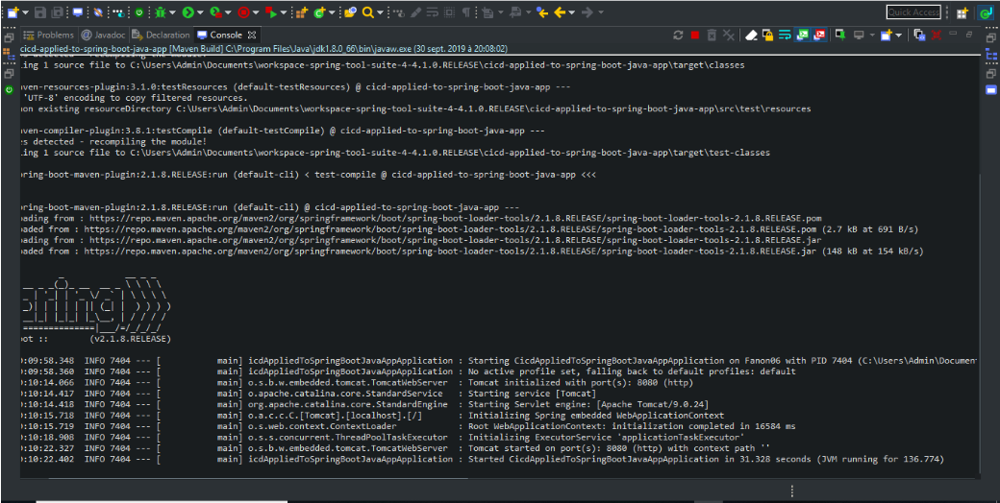 Quick Access
Problems @ Javadoc Declaration Console
cicd-applied-to-spring-boot-java-app [Maven Build] C:\Program Files\Java\jdk1.8.0_66\bin\javaw.exe (30 sept. 2019 à 20:08:02)
ing 1 source file to C:\Users\Admin\Documents\workspace-spring-tool-suite-4-4.1.0.RELEASE\cicd-applied-to-spring-boot-java-app\target\classes
ven-resources-plugin:3.1.0:testResources (default-testResources) @ cicd-applied-to-spring-boot-java-app ---
'UTF-8' encoding to copy filtered resources.
on existing resourceDirectory C:\Users\Admin\Documents\workspace-spring-tool-suite-4-4.1.0.RELEASE\cicd-applied-to-spring-boot-java-app\src\test\resources
ven-compiler-plugin:3.8.1:testCompile (default-testCompile) @ cicd-applied-to-spring-boot-java-app ---
s detected - recompiling the module!
ing 1 source file to C:\Users\Admin\Documents\workspace-spring-tool-suite-4-4.1.0.RELEASE\cicd-applied-to-spring-boot-java-app\target\test-classes
ring-boot-maven-plugin:2.1.8.RELEASE:run (default-cli) < test-compile @ cicd-applied-to-spring-boot-java-app <<<
ring-boot-maven-plugin:2.1.8.RELEASE:run (default-cli) @ cicd-applied-to-spring-boot-java-app ---
ading from : https://repo.maven.apache.org/maven2/org/springframework/boot/spring-boot-loader-tools/2.1.8.RELEASE/spring-boot-loader-tools-2.1.8.RELEASE.pom
aded from : https://repo.maven.apache.org/maven2/org/springframework/boot/spring-boot-loader-tools/2.1.8.RELEASE/spring-boot-loader-tools-2.1.8.RELEASE.pom (2.7 kB at 691 B/s)
ading from : https://repo.maven.apache.org/maven2/org/springframework/boot/spring-boot-loader-tools/2.1.8.RELEASE/spring-boot-loader-tools-2.1.8.RELEASE.jar
aded from : https://repo.maven.apache.org/maven2/org/springframework/boot/spring-boot-loader-tools/2.1.8.RELEASE/spring-boot-loader-tools-2.1.8.RELEASE.jar (148 kB at 154 kB/s)
ot :: (v2.1.8.RELEASE)
:09:58.348 INFO 7404 --- [ main] icdAppliedToSpringBootJavaAppApplication : Starting CicdAppliedToSpringBootJavaAppApplication on Fanon06 with PID 7404 (C:\Users\Admin\Documen
:09:58.360 INFO 7404 --- [ main] icdAppliedToSpringBootJavaAppApplication : No active profile set, falling back to default profiles: default
:10:14.066 INFO 7404 --- [ main] o.s.b.w.embedded.tomcat.TomcatWebServer : Tomcat initialized with port(s): 8080 (http)
:10:14.417 INFO 7404 --- [ main] o.apache.catalina.core.StandardService : Starting service [Tomcat]
:10:14.418 INFO 7404 --- [ main] org.apache.catalina.core.StandardEngine : Starting Servlet engine: [Apache Tomcat/9.0.24]
:10:15.718 INFO 7404 --- [ main] o.a.c.c.C.[Tomcat].[localhost].[/] : Initializing Spring embedded WebApplicationContext
:10:15.719 INFO 7404 --- [ main] o.s.web.context.ContextLoader : Root WebApplicationContext: initialization completed in 16584 ms
:10:18.908 INFO 7404 --- [ main] o.s.s.concurrent.ThreadPoolTaskExecutor : Initializing ExecutorService 'applicationTaskExecutor'
:10:22.327 INFO 7404 --- [ main] o.s.b.w.embedded.tomcat.TomcatWebServer : Tomcat started on port(s): 8080 (http) with context path ''
:10:22.402 INFO 7404 --- [ main] icdAppliedToSpringBootJavaAppApplication : Started CicdAppliedToSpringBootJavaAppApplication in 31.328 seconds (JVM running for 136.774)